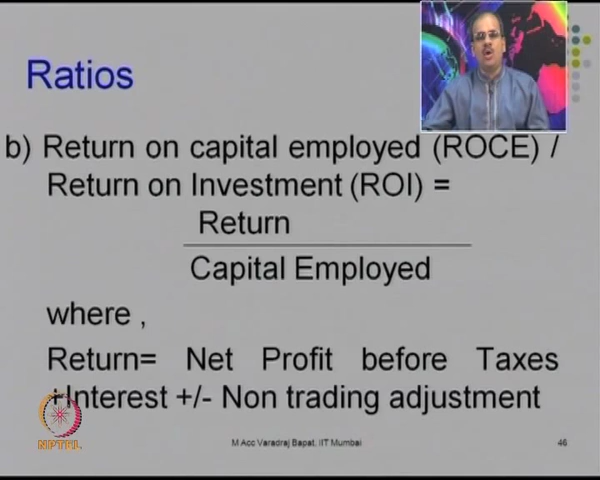 Ratios
b) Return on capital employed (ROCE) /
Return on Investment (ROI) =
Return
Capital Employed
where ,
Return= Net Profit before Taxes
+Interest +/- Non trading adjustment
NPTEL
M Acc Varadraj Bapat, IIT Mumbai
46